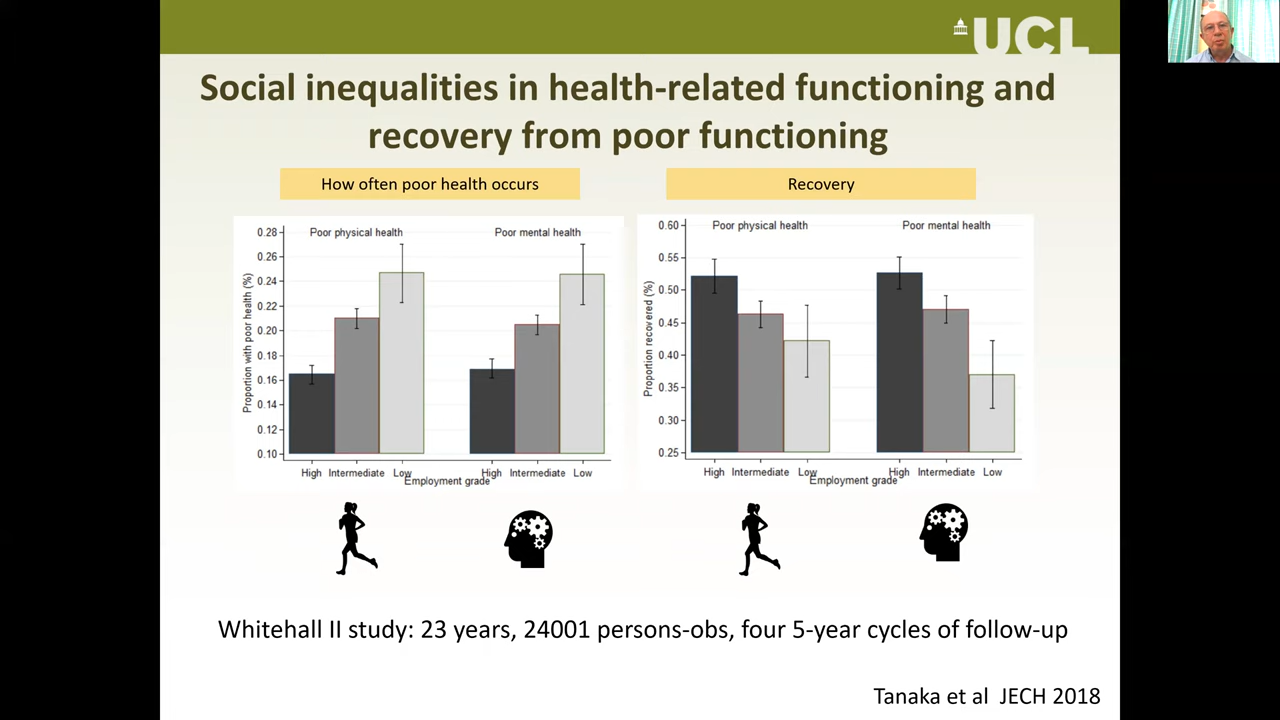 UCL
Social inequalities in health-related functioning and
recovery from poor functioning
How often poor health occurs
Recovery
Proportion with poor health (%)
0.28
0.26
0.24
0.22
0.20
0.18
0.16
0.14
0.12
0.10
Poor physical health
Poor mental health
High Intermediate Low High Intermediate Low
Employment grade
Proportion recovered (%)
0.60
0.55
0.50
0.45
0.40
0.35
0.30
0.25
Poor physical health
Poor mental health
High Intermediate Low High Intermediate Low
Employment grade
Whitehall II study: 23 years, 24001 persons-obs, four 5-year cycles of follow-up
Tanaka et al JECH 2018